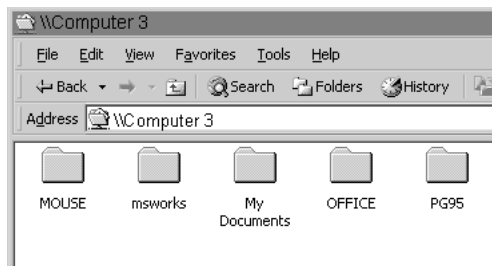 \\Computer 3
File Edit View Favorites Tools Help
Back Search Folders History
Address \\Computer 3
MOUSE msworks My Documents OFFICE PG95